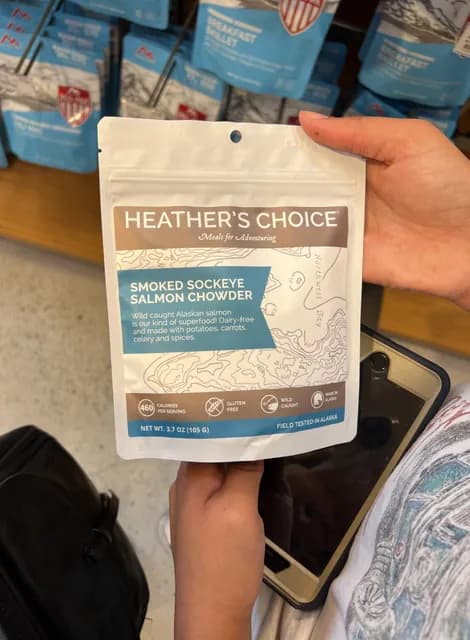 BREAKFAST
SKILLET
HEATHER'S CHOICE
Meals for Adventuring
SMOKED SOCKEYE
SALMON CHOWDER
Wild caught Alaskan salmon
is our kind of superfood! Dairy-free
and made with potatoes, carrots,
celery and spices.
Northwest Bay
460 CALORIES
PER SERVING
GLUTEN
FREE
WILD
CAUGHT
MADE IN
ALASKA
NET WT. 3.7 OZ (105 G)
FIELD TESTED IN ALASKA